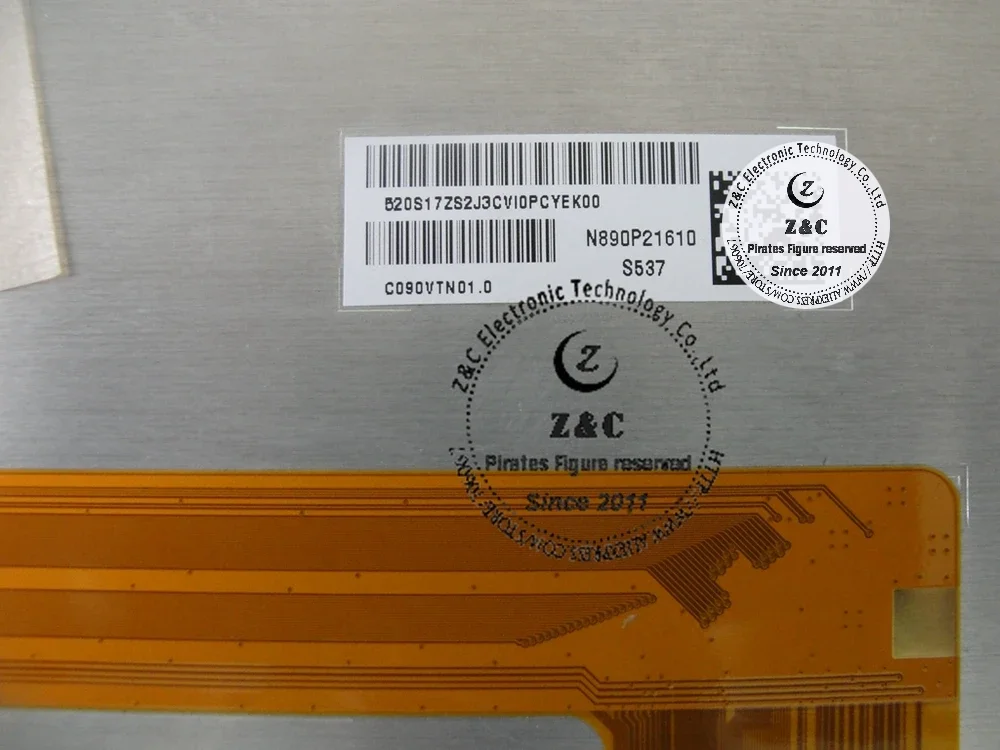 520S17ZS2J3CVI0PCYEK00
N890P21610
S537
C090VTN01.0
Z&C Electronic Technology Co.,Ltd
Z
Z&C
Pirates Figure reserved
Since 2011
Z&C Electronic Technology Co.,Ltd
Z
Z&C
Pirates Figure reserved
Since 2011